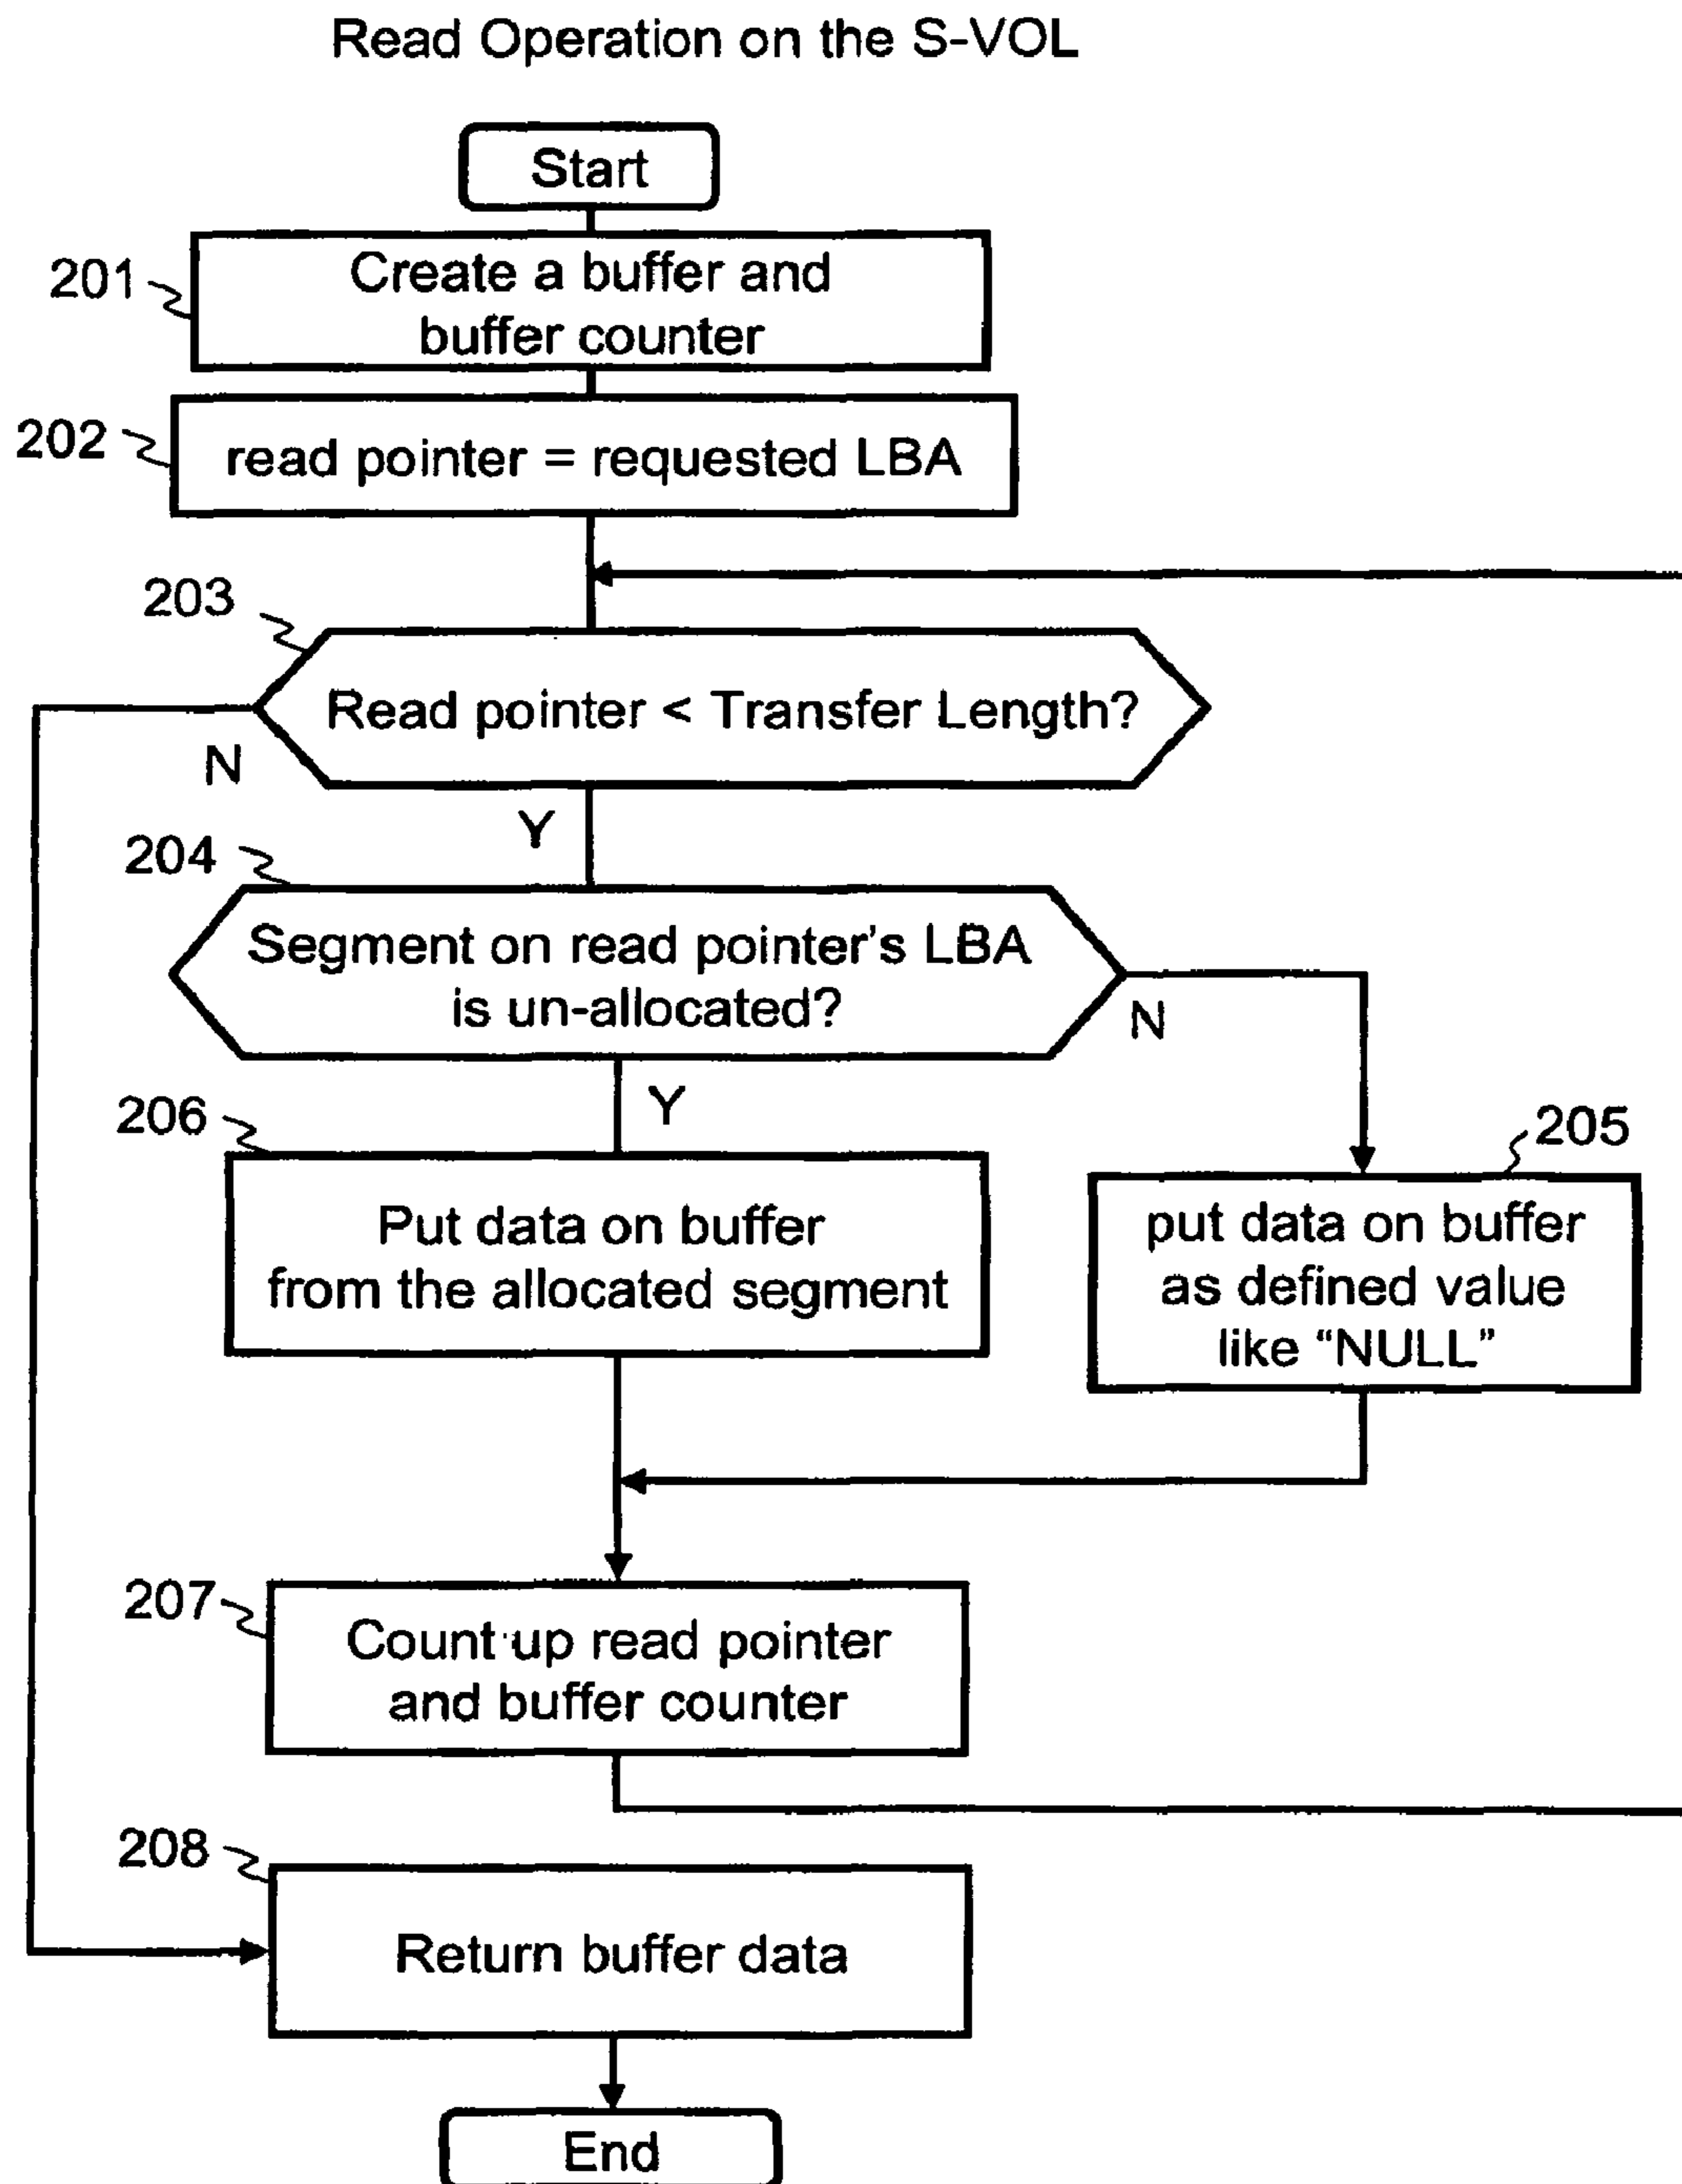 Read Operation on the S-VOL
Start
201
Create a buffer and
buffer counter
202
read pointer = requested LBA
203
Read pointer < Transfer Length?
N
Y
204
Segment on read pointer's LBA
is un-allocated?
N
Y
206
Put data on buffer
from the allocated segment
205
put data on buffer
as defined value
like “NULL”
207
Count up read pointer
and buffer counter
208
Return buffer data
End